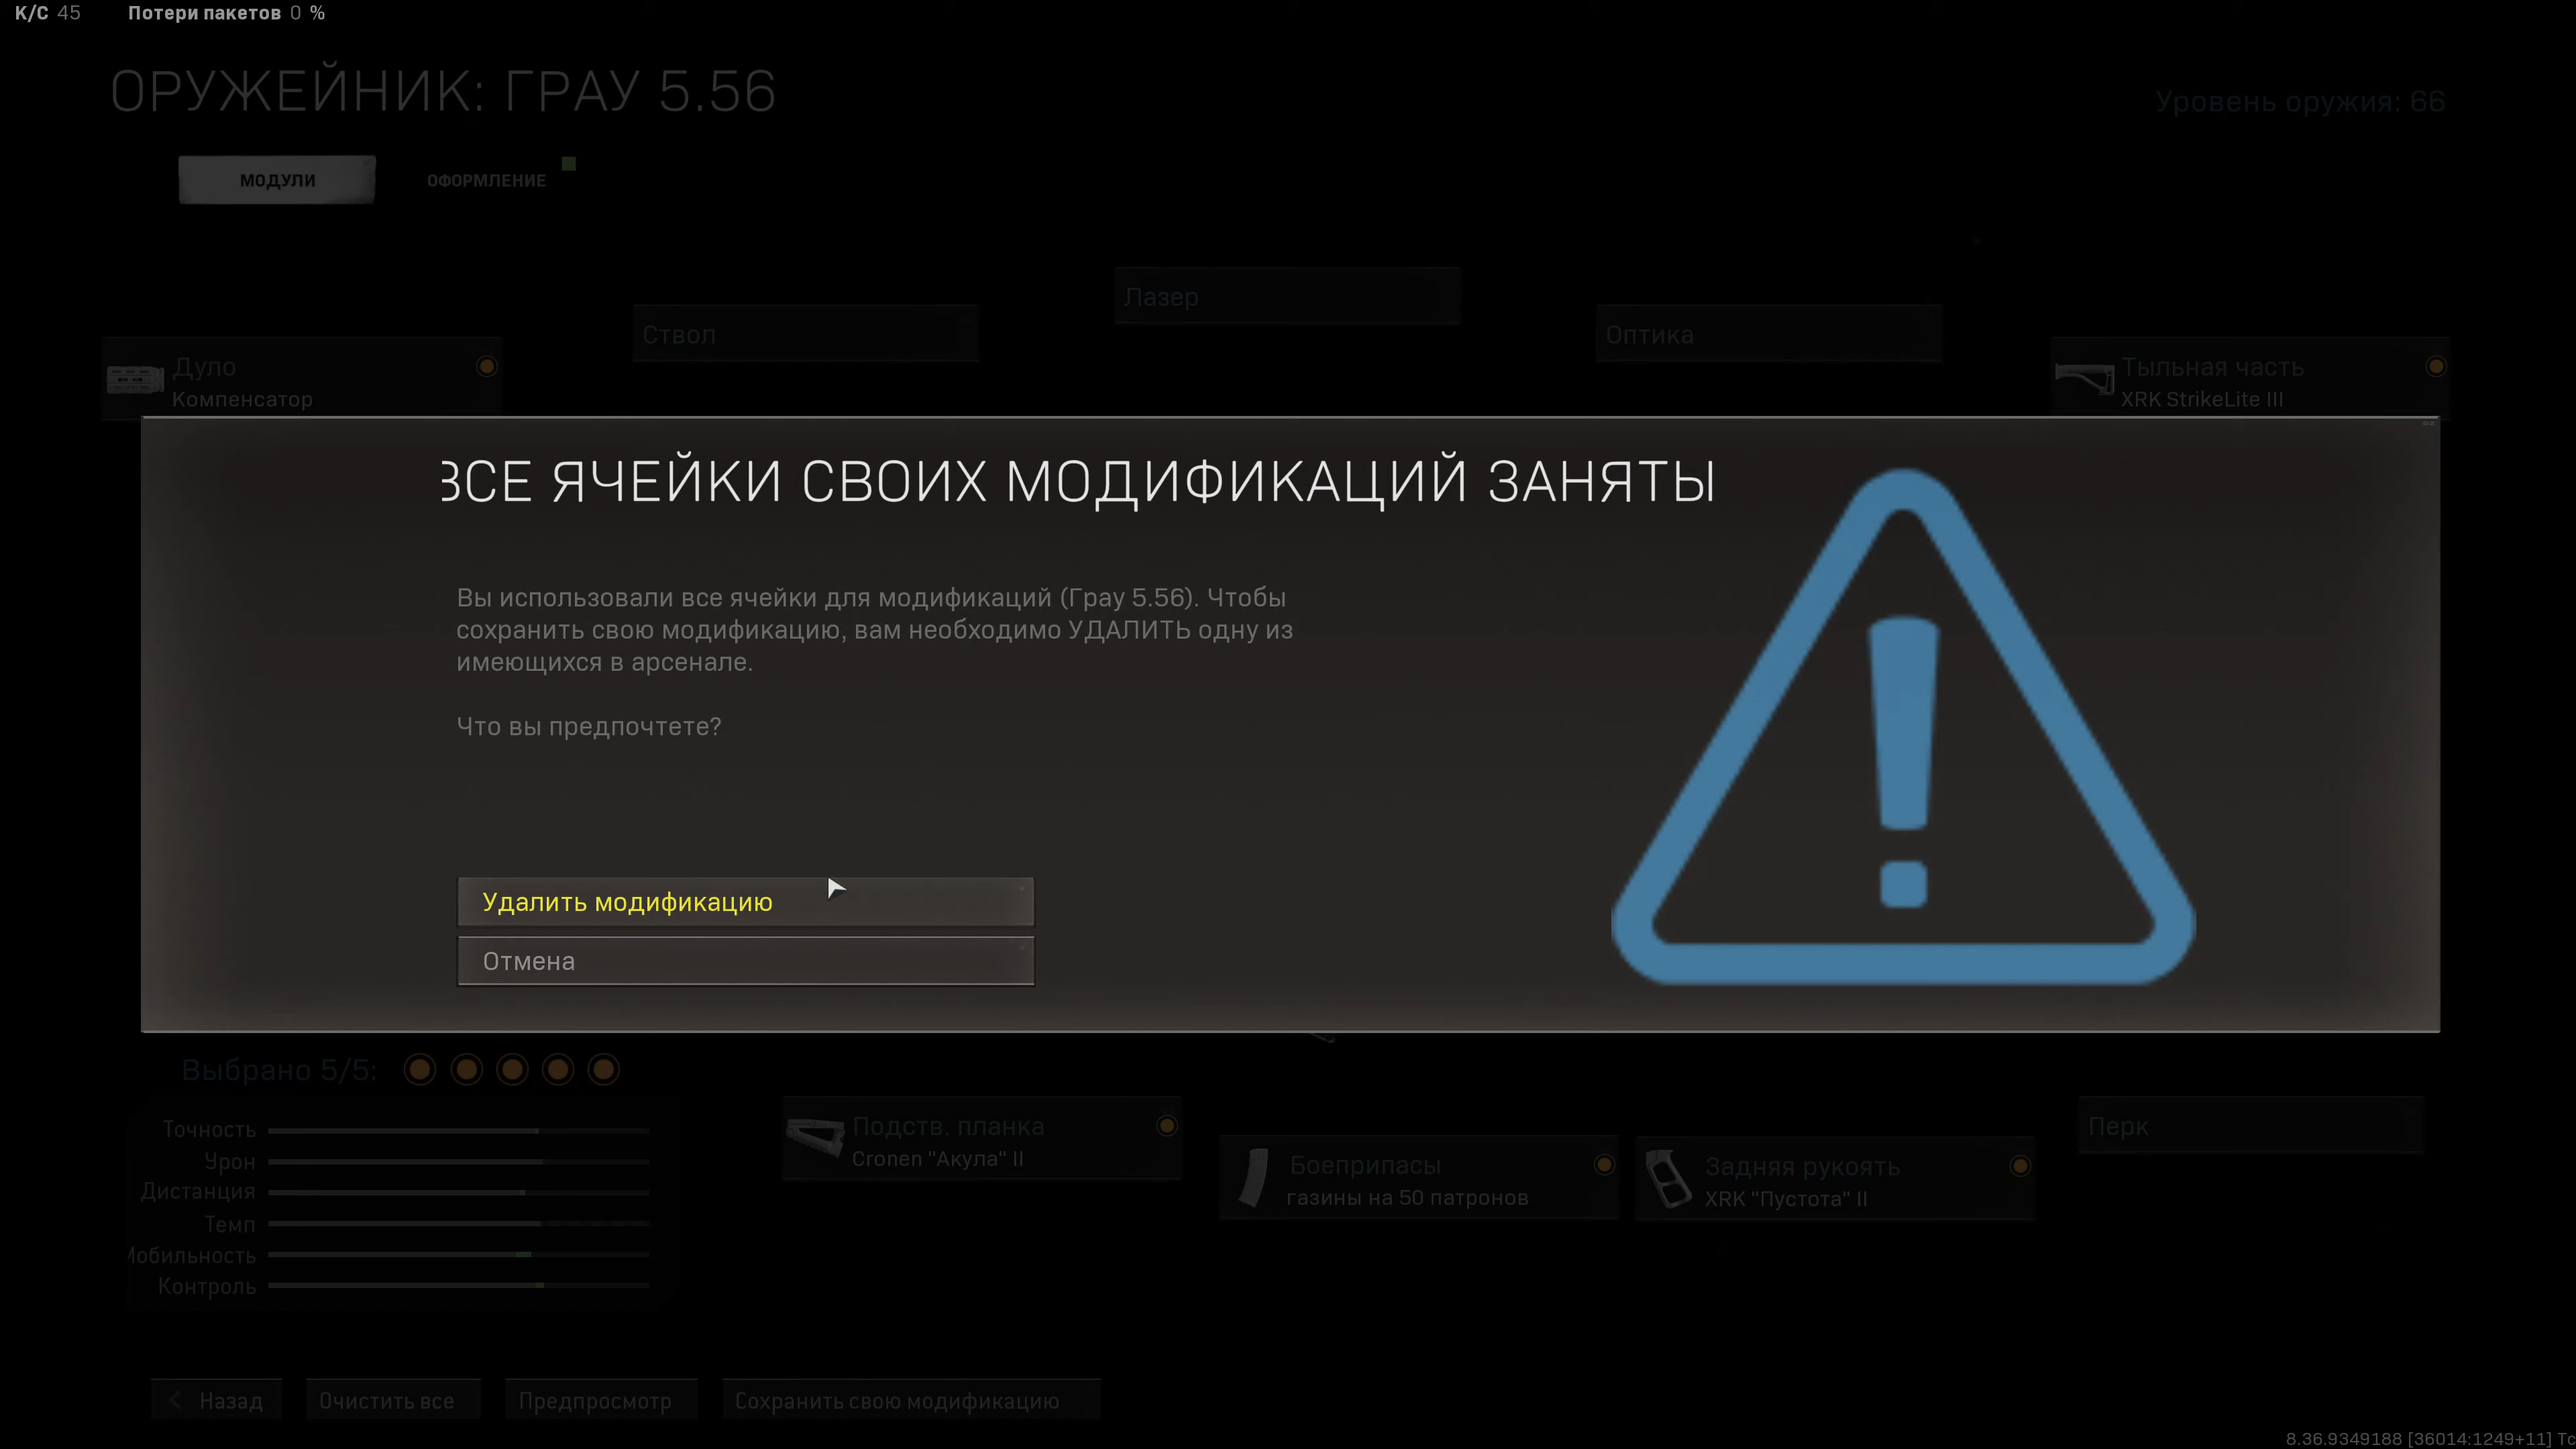 К/С 45 Потери пакетов 0 %
ОРУЖЕЙНИК: ГРАУ 5.56
Уровень оружия: 66
МОДУЛИ ОФОРМЛЕНИЕ
Лазер
Ствол
Оптика
Дуло
Компенсатор
Тыльная часть
XRK StrikeLite III
ВСЕ ЯЧЕЙКИ СВОИХ МОДИФИКАЦИЙ ЗАНЯТЫ
Вы использовали все ячейки для модификаций (Грау 5.56). Чтобы
сохранить свою модификацию, вам необходимо УДАЛИТЬ одну из
имеющихся в арсенале.
Что вы предпочтете?
Удалить модификацию
Отмена
Выбрано 5/5:
Точность
Урон
Дистанция
Темп
Мобильность
Контроль
Подств. планка
Cronen "Акула" II
Боеприпасы
газины на 50 патронов
Задняя рукоять
XRK "Пустота" II
Перк
Назад Очистить все Предпросмотр Сохранить свою модификацию
8.36.9349188 [36014:1249+11] Tc